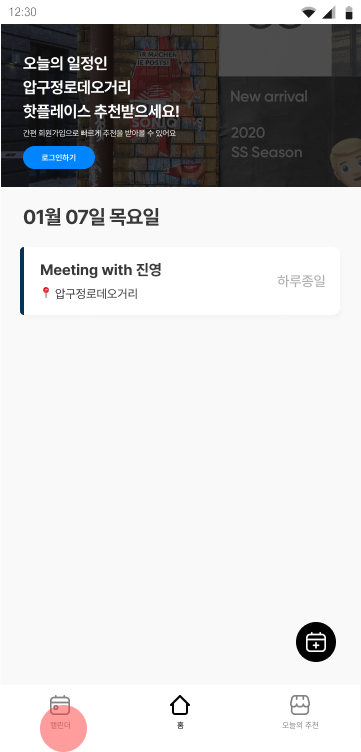 12:30
오늘의 일정인
압구정로데오거리
핫플레이스 추천받으세요!
간편 회원가입으로 빠르게 추천을 받아볼 수 있어요
로그인하기
New arrival
2020
SS Season
01월 07일 목요일
Meeting with 진영
압구정로데오거리
하루종일
캘린더
홈
오늘의 추천